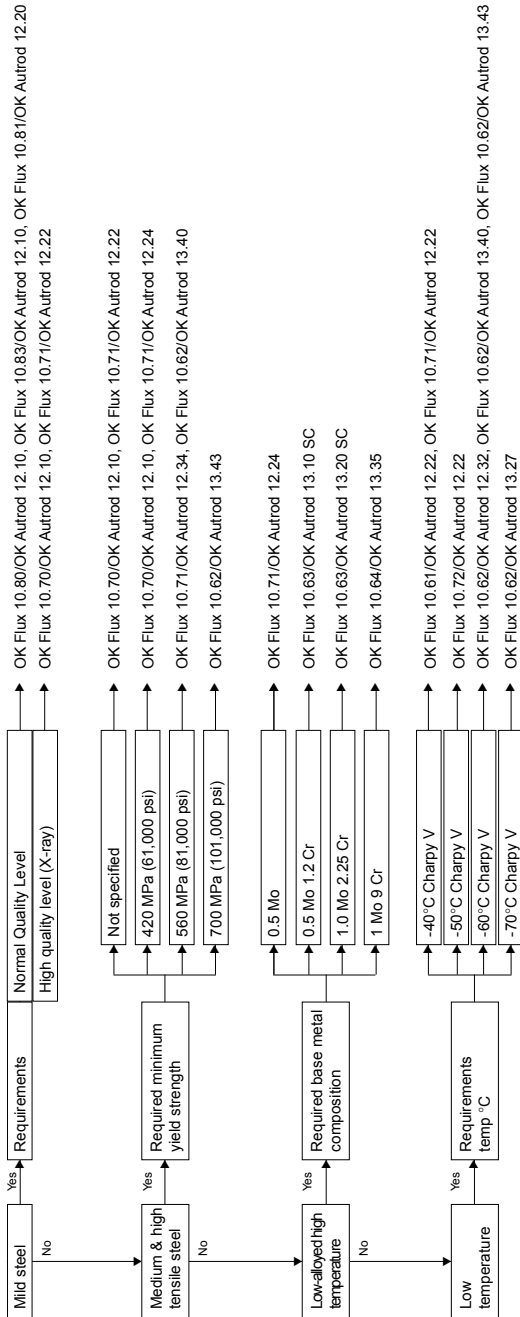 Mild steel
Yes
Requirements
Normal Quality Level
OK Flux 10.80/OK Autrod 12.10, OK Flux 10.83/OK Autrod 12.10, OK Flux 10.81/OK Autrod 12.20
High quality level (X-ray)
OK Flux 10.70/OK Autrod 12.10, OK Flux 10.71/OK Autrod 12.22
No
Medium & high
tensile steel
Yes
Required minimum
yield strength
Not specified
OK Flux 10.70/OK Autrod 12.10, OK Flux 10.71/OK Autrod 12.22
420 MPa (61,000 psi)
OK Flux 10.70/OK Autrod 12.10, OK Flux 10.71/OK Autrod 12.24
560 MPa (81,000 psi)
OK Flux 10.71/OK Autrod 12.34, OK Flux 10.62/OK Autrod 13.40
700 MPa (101,000 psi)
OK Flux 10.62/OK Autrod 13.43
No
Low-alloyed high
temperature
Yes
Required base metal
composition
0.5 Mo
OK Flux 10.71/OK Autrod 12.24
0.5 Mo 1.2 Cr
OK Flux 10.63/OK Autrod 13.10 SC
1.0 Mo 2.25 Cr
OK Flux 10.63/OK Autrod 13.20 SC
1 Mo 9 Cr
OK Flux 10.64/OK Autrod 13.35
No
Low
temperature
Yes
Requirements
temp °C
-40°C Charpy V
OK Flux 10.61/OK Autrod 12.22, OK Flux 10.71/OK Autrod 12.22
-50°C Charpy V
OK Flux 10.72/OK Autrod 12.22
-60°C Charpy V
OK Flux 10.62/OK Autrod 12.32, OK Flux 10.62/OK Autrod 13.40, OK Flux 10.62/OK Autrod 13.43
-70°C Charpy V
OK Flux 10.62/OK Autrod 13.27